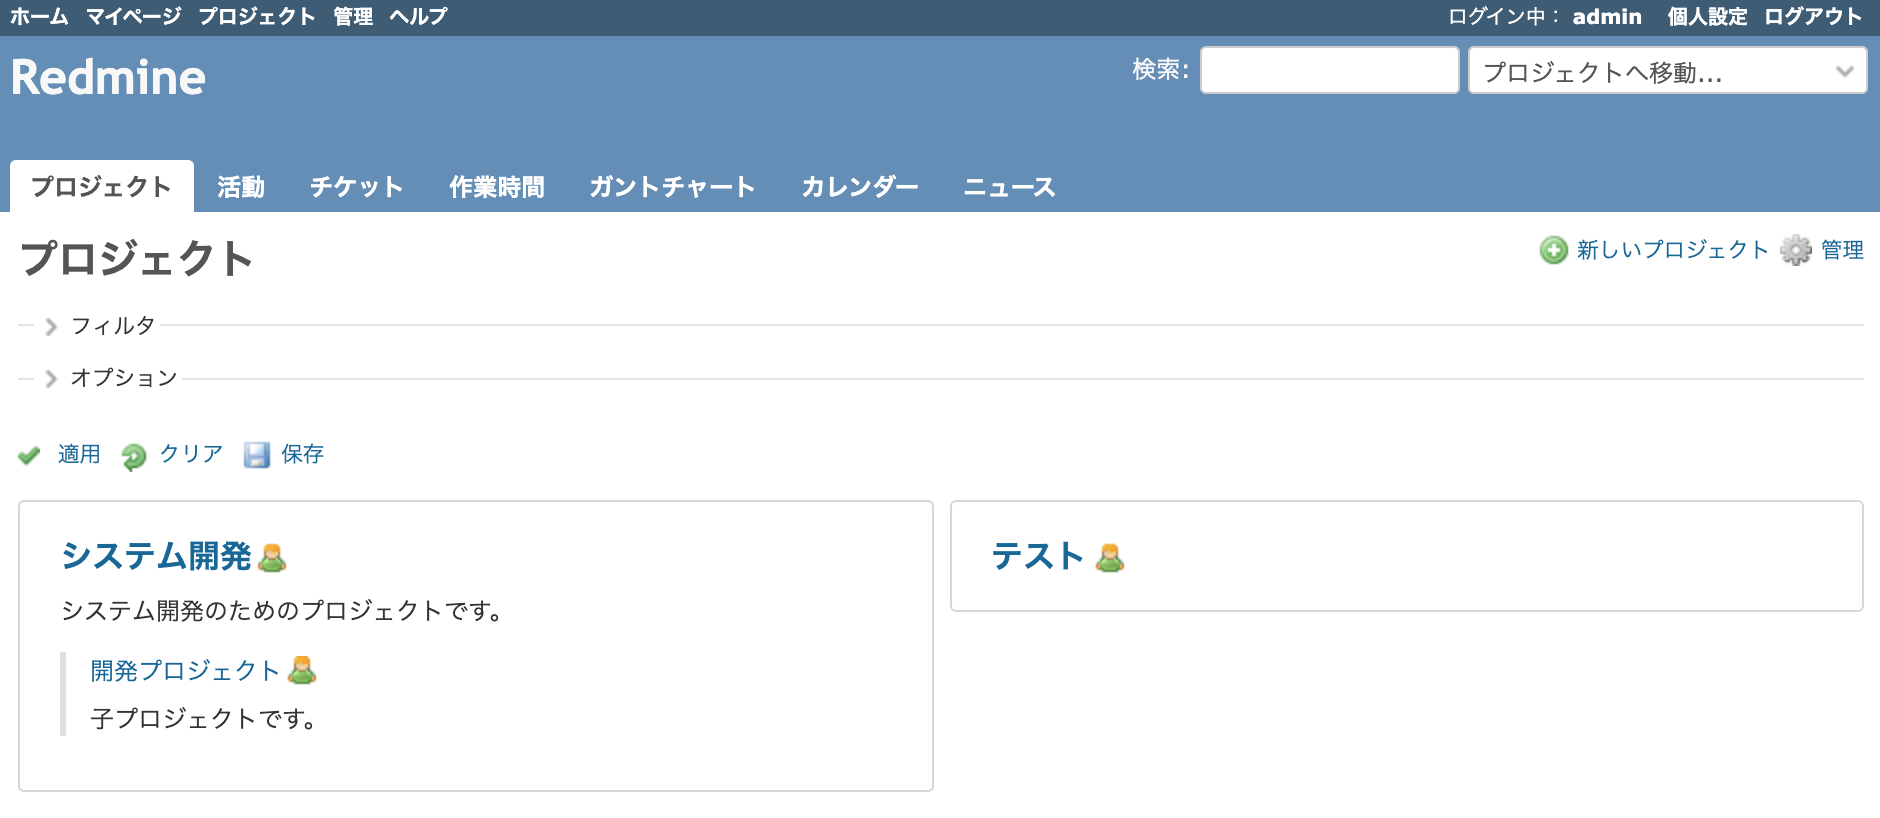 ホーム マイページ プロジェクト 管理 ヘルプ ログイン中： admin 個人設定 ログアウト
Redmine 検索: プロジェクトへ移動...
プロジェクト 活動 チケット 作業時間 ガントチャート カレンダー ニュース
プロジェクト 新しいプロジェクト 管理
フィルタ
オプション
適用 クリア 保存
システム開発
システム開発のためのプロジェクトです。
開発プロジェクト
子プロジェクトです。
テスト